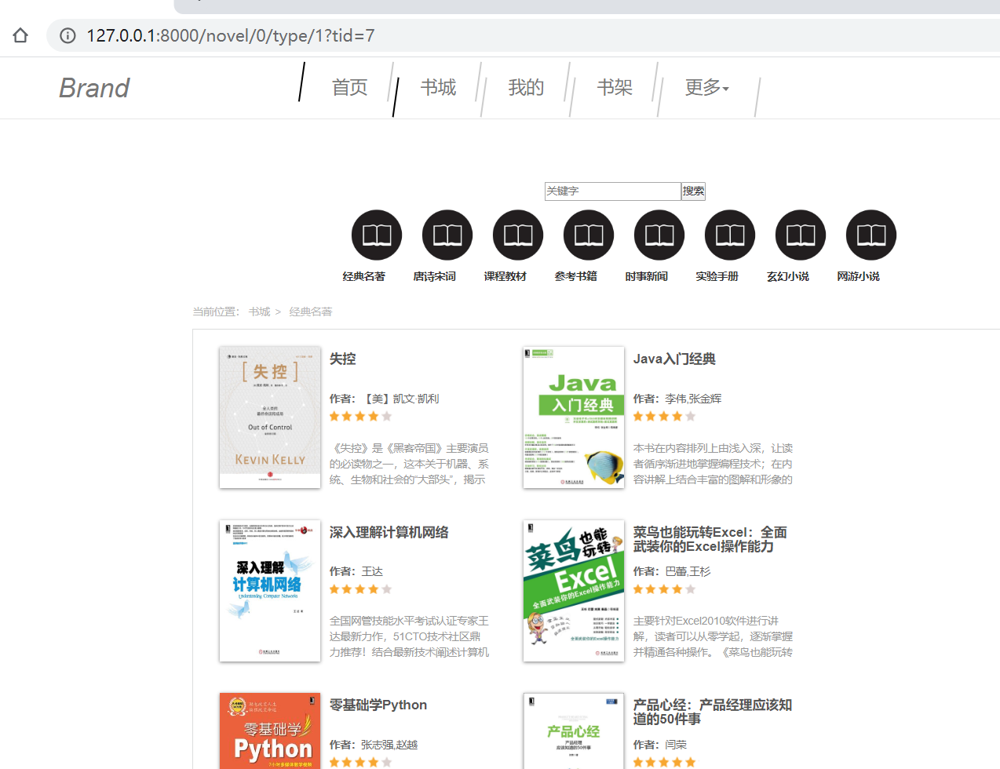 127.0.0.1:8000/novel/0/type/1?tid=7
Brand
首页
书城
我的
书架
更多
关键字
搜索
经典名著
唐诗宋词
课程教材
参考书籍
时事新闻
实验手册
玄幻小说
网游小说
当前位置： 书城 > 经典名著
[ 失控 ]
Out of Control
KEVIN KELLY
失控
作者：【美】凯文·凯利
《失控》是《黑客帝国》主要演员
的必读物之一，这本关于机器、系
统、生物和社会的“大部头”，揭示
Java
入门经典
Java入门经典
作者：李伟,张金辉
本书在内容排列上由浅入深，让读
者循序渐进地掌握编程技术；在内
容讲解上结合丰富的图解和形象的
深入理解
计算机网络
Understanding Computer Networks
深入理解计算机网络
作者：王达
全国网管技能水平考试认证专家王
达最新力作，51CTO技术社区鼎
力推荐！结合最新技术阐述计算机
菜鸟也能
玩转
Excel
全面武装你的Excel操作能力
菜鸟也能玩转Excel：全面
武装你的Excel操作能力
作者：巴蕾,王杉
主要针对Excel2010软件进行讲
解，读者可以从零学起，逐渐掌握
并精通各种操作。《菜鸟也能玩转
零基础学
Python
零基础学Python
作者：张志强,赵越
产品心经
产品经理
应该知道的50件事
产品心经：产品经理应该知
道的50件事
作者：闫荣